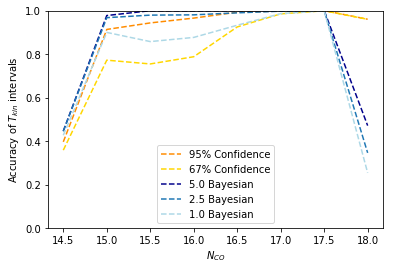 1.0
0.8
0.6
0.4
0.2
0.0
Accuracy of T_kin intervals
95% Confidence
67% Confidence
5.0 Bayesian
2.5 Bayesian
1.0 Bayesian
14.5 15.0 15.5 16.0 16.5 17.0 17.5 18.0
N_CO